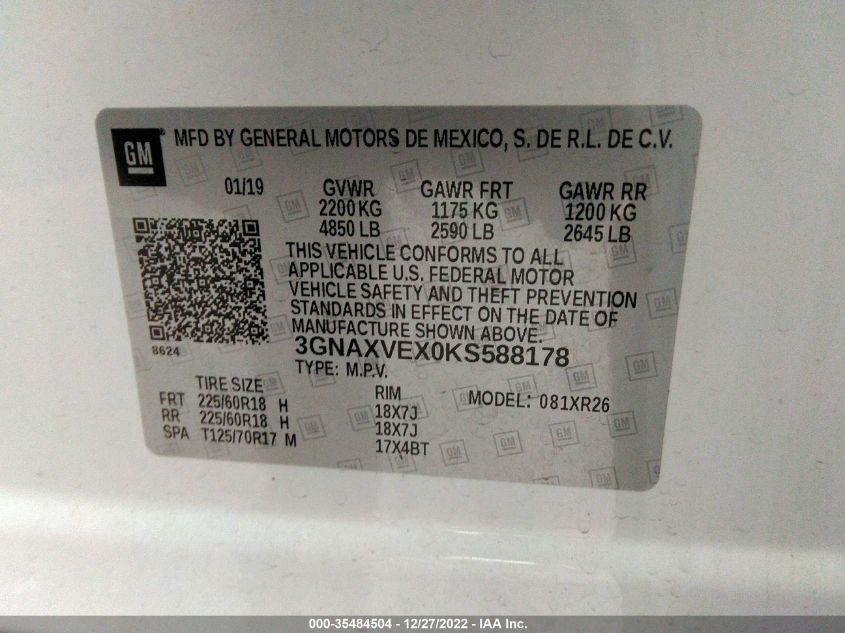 GM
MFD BY GENERAL MOTORS DE MEXICO, S. DE R.L. DE C.V.
01/19 GVWR GAWR FRT GAWR RR
2200 KG 1175 KG 1200 KG
4850 LB 2590 LB 2645 LB
THIS VEHICLE CONFORMS TO ALL
APPLICABLE U.S. FEDERAL MOTOR
VEHICLE SAFETY AND THEFT PREVENTION
STANDARDS IN EFFECT ON THE DATE OF
MANUFACTURE SHOWN ABOVE.
8624
3GNAXVEX0KS588178
TYPE: M.P.V.
TIRE SIZE RIM MODEL: 081XR26
FRT 225/60R18 H 18X7J
RR 225/60R18 H 18X7J
SPA T125/70R17 M 17X4BT
000-35484504 - 12/27/2022 - IAA Inc.